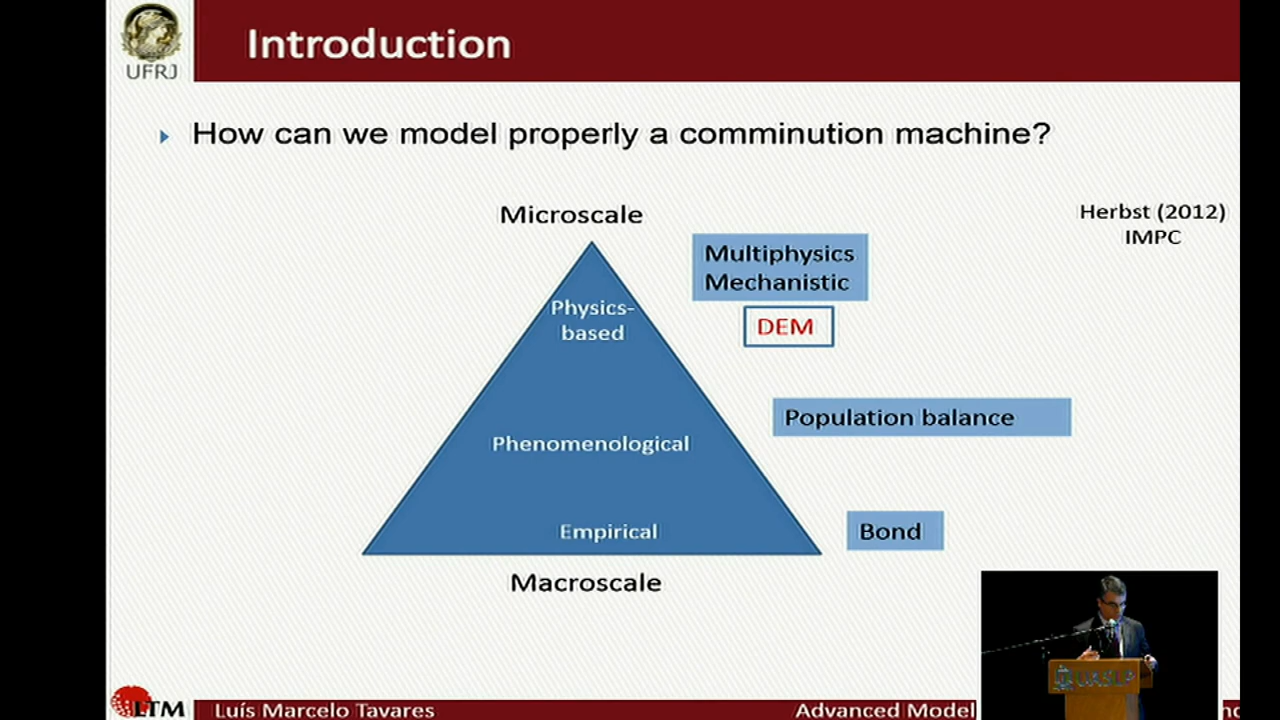 UFRJ
Introduction
How can we model properly a comminution machine?
Microscale
Herbst (2012)
IMPC
Multiphysics
Mechanistic
DEM
Physics-
based
Population balance
Phenomenological
Empirical
Bond
Macroscale
UASLP
LTM
Luís Marcelo Tavares
Advanced Model